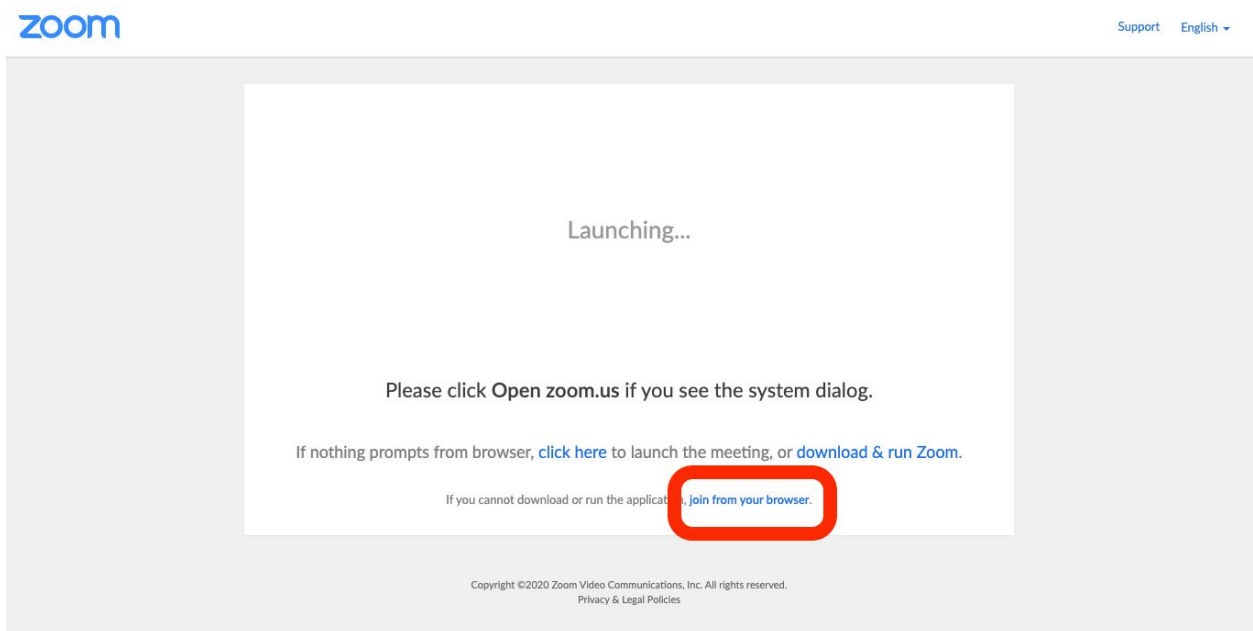 zoom
Support English
Launching...
Please click Open zoom.us if you see the system dialog.
If nothing prompts from browser, click here to launch the meeting, or download & run Zoom.
If you cannot download or run the applicat , join from your browser.
Copyright ©2020 Zoom Video Communications, Inc. All rights reserved.
Privacy & Legal Policies